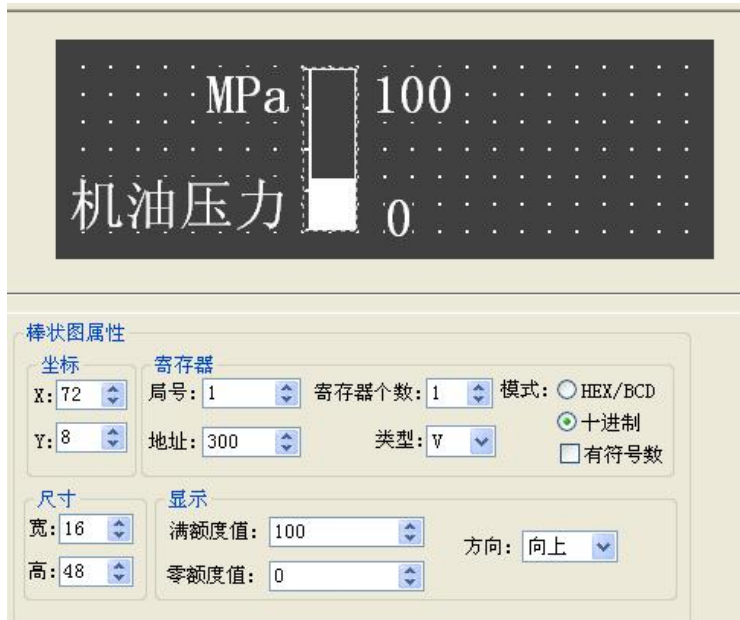 MPa 100
机油压力 0
棒状图属性
坐标 寄存器
X: 72 局号: 1 寄存器个数: 1 模式: HEX/BCD
十进制
Y: 8 地址: 300 类型: V
有符号数
尺寸 显示
宽: 16 满额度值: 100
方向: 向上
高: 48 零额度值: 0